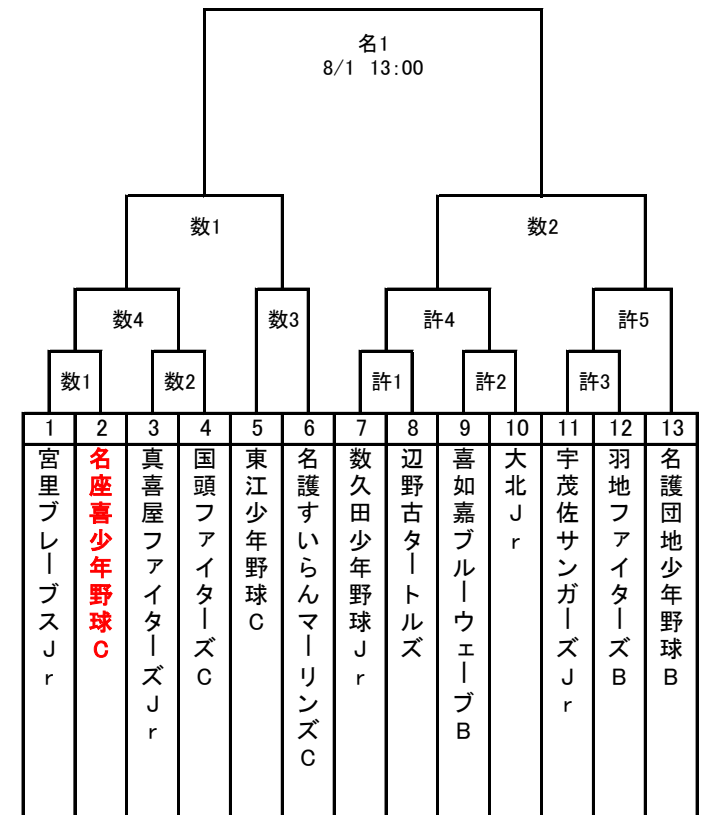 名1
8/1 13:00
数1
数2
数4
数3
許4
許5
数1
数2
許1
許2
許3
1
2
3
4
5
6
7
8
9
10
11
12
13
宮里ブレーブスJr
名座喜少年野球C
真喜屋ファイターズJr
国頭ファイターズC
東江少年野球C
名護すいらんマーリンズC
数久田少年野球Jr
辺野古タートルズ
喜如嘉ブルーウェーブB
大北Jr
宇茂佐サンガーズJr
羽地ファイターズB
名護団地少年野球B